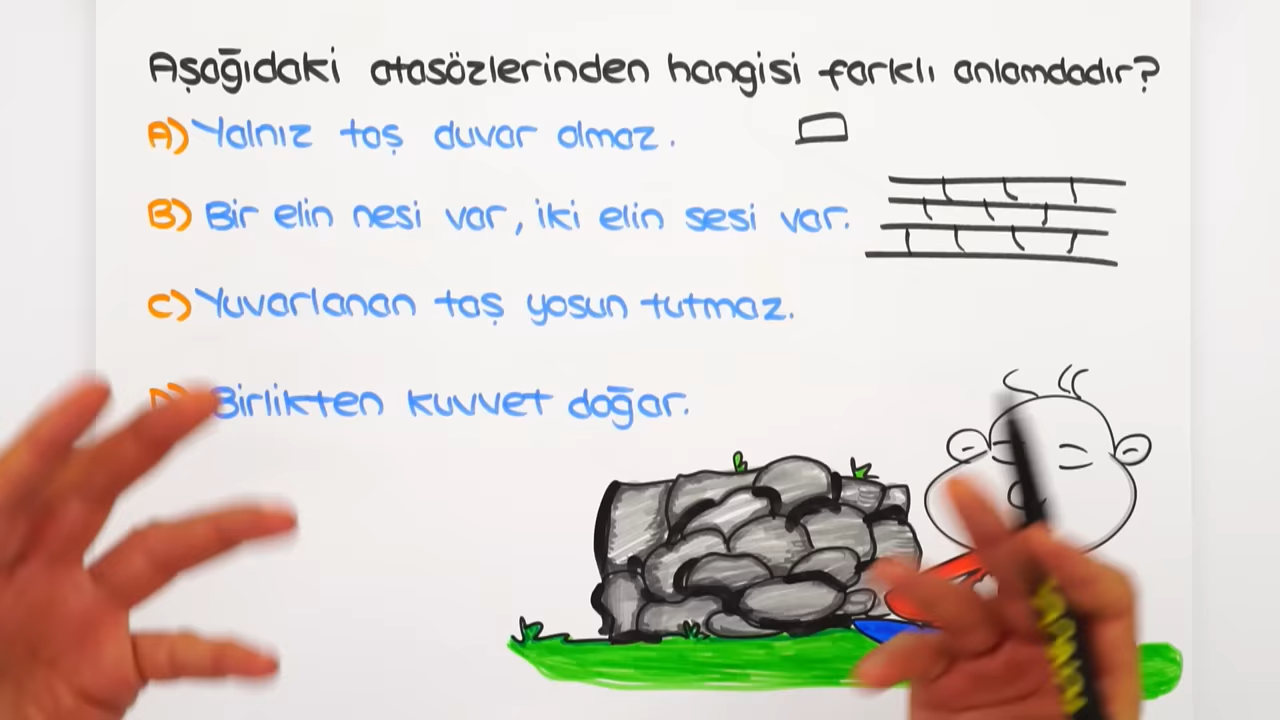 Aşağıdaki atasözlerinden hangisi farklı anlamdadır?
A) Yalnız taş duvar olmaz.
B) Bir elin nesi var, iki elin sesi var.
C) Yuvarlanan taş yosun tutmaz.
D) Birlikten kuvvet doğar.